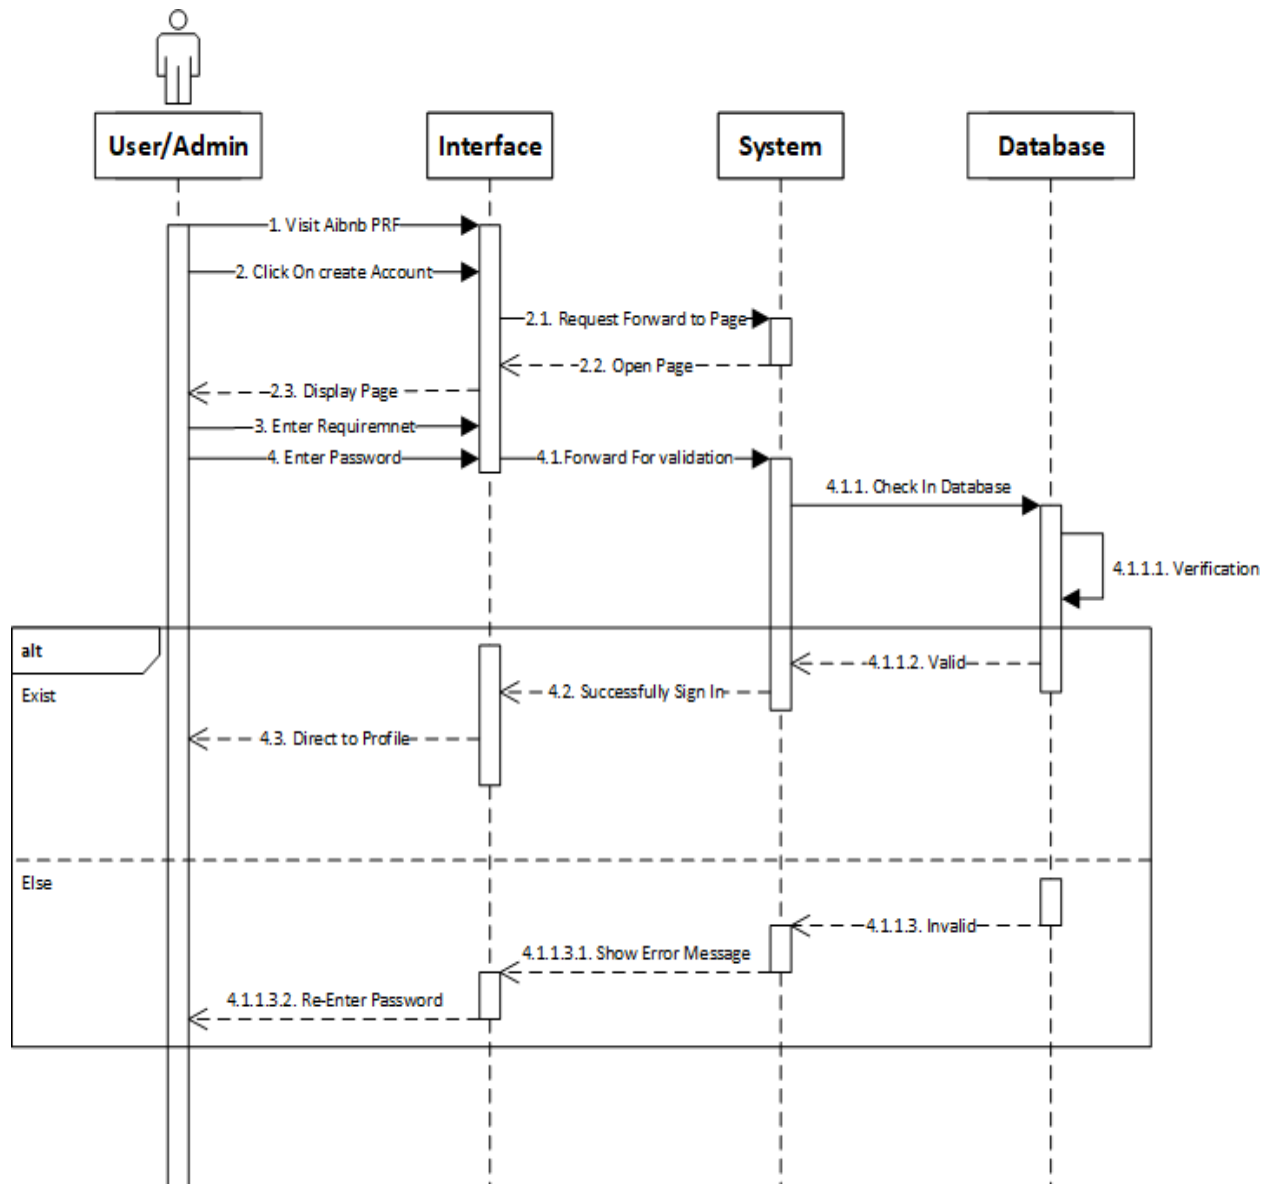 User/Admin
Interface
System
Database
1. Visit Aibnb PRF
2. Click On create Account
2.1. Request Forward to Page
2.2. Open Page
2.3. Display Page
3. Enter Requiremnet
4. Enter Password
4.1.Forward For validation
4.1.1. Check In Database
4.1.1.1. Verification
alt
4.1.1.2. Valid
Exist
4.2. Successfully Sign In
4.3. Direct to Profile
Else
4.1.1.3. Invalid
4.1.1.3.1. Show Error Message
4.1.1.3.2. Re-Enter Password